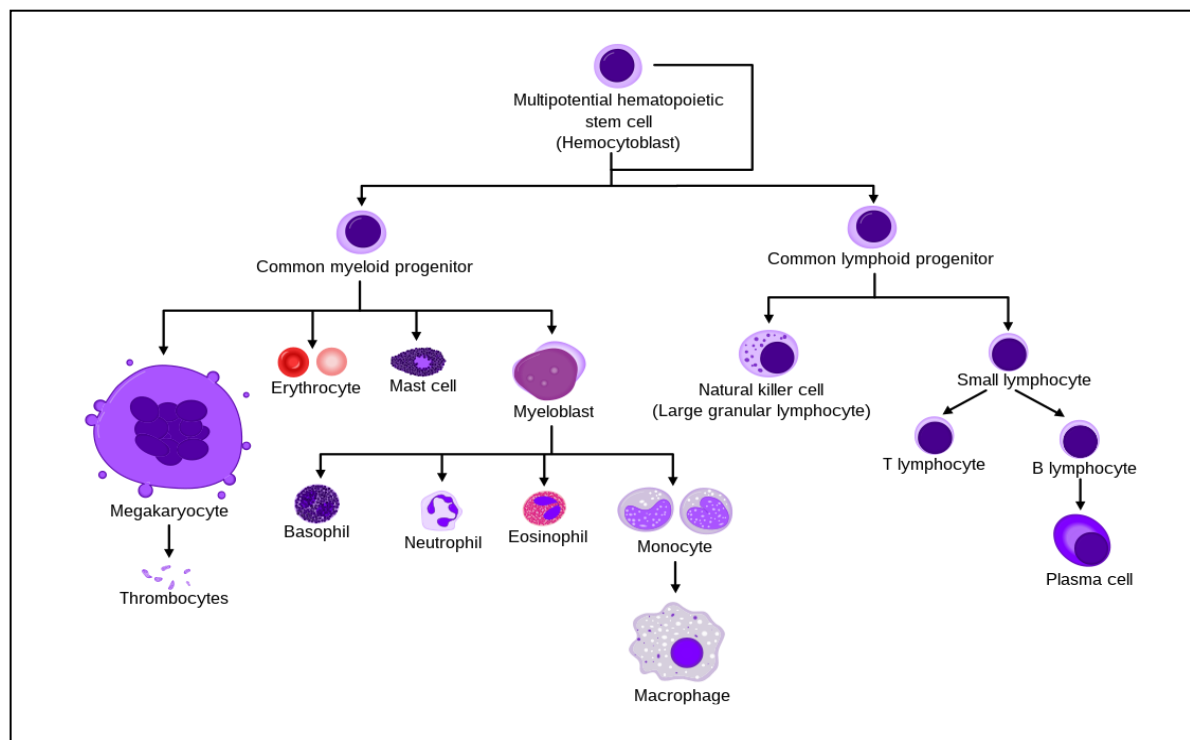 Multipotential hematopoietic
stem cell
(Hemocytoblast)
Common myeloid progenitor
Common lymphoid progenitor
Erythrocyte
Mast cell
Myeloblast
Natural killer cell
(Large granular lymphocyte)
Small lymphocyte
T lymphocyte
B lymphocyte
Megakaryocyte
Basophil
Neutrophil
Eosinophil
Monocyte
Plasma cell
Thrombocytes
Macrophage